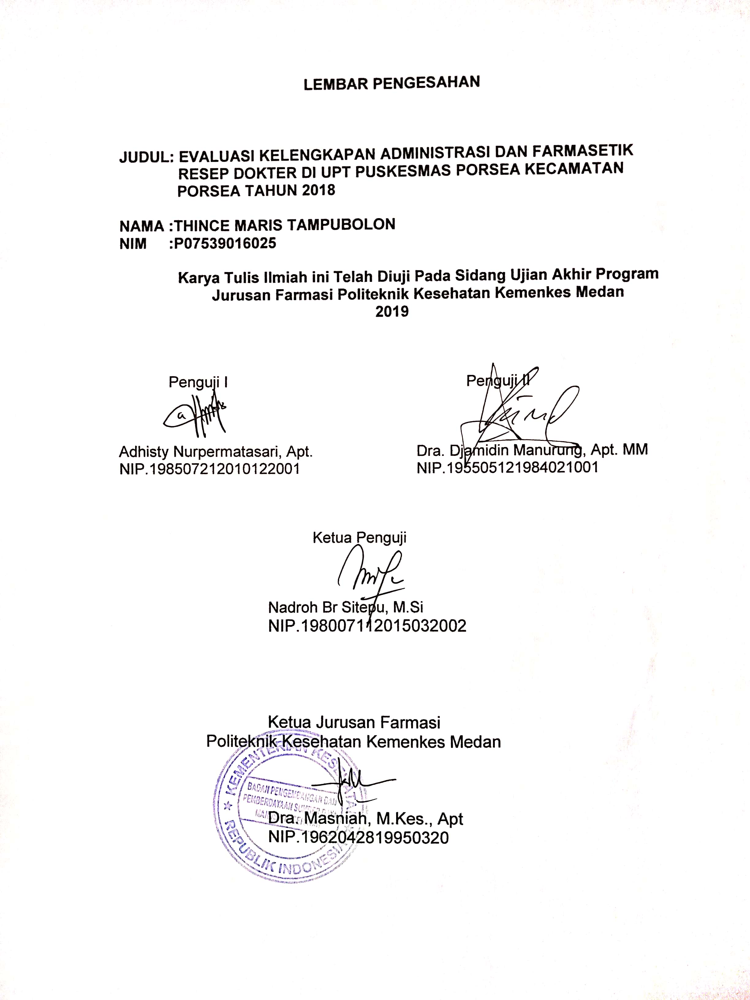 LEMBAR PENGESAHAN
JUDUL: EVALUASI KELENGKAPAN ADMINISTRASI DAN FARMASETIK
RESEP DOKTER DI UPT PUSKESMAS PORSEA KECAMATAN
PORSEA TAHUN 2018
NAMA :THINCE MARIS TAMPUBOLON
NIM :P07539016025
Karya Tulis Ilmiah ini Telah Diuji Pada Sidang Ujian Akhir Program
Jurusan Farmasi Politeknik Kesehatan Kemenkes Medan
2019
Penguji I
Penguji II
Adhisty Nurpermatasari, Apt.
NIP.198507212010122001
Dra. Djamidin Manurung, Apt. MM
NIP.195505121984021001
Ketua Penguji
Nadroh Br Sitepu, M.Si
NIP.198007112015032002
Ketua Jurusan Farmasi
Politeknik Kesehatan Kemenkes Medan
KEMENTERIAN KESEHATAN
BADAN PENGEMBANGAN DAN
PEMBERDAYAAN
REPUBLIK INDONESIA
Dra. Masniah, M.Kes., Apt
NIP.1962042819950320